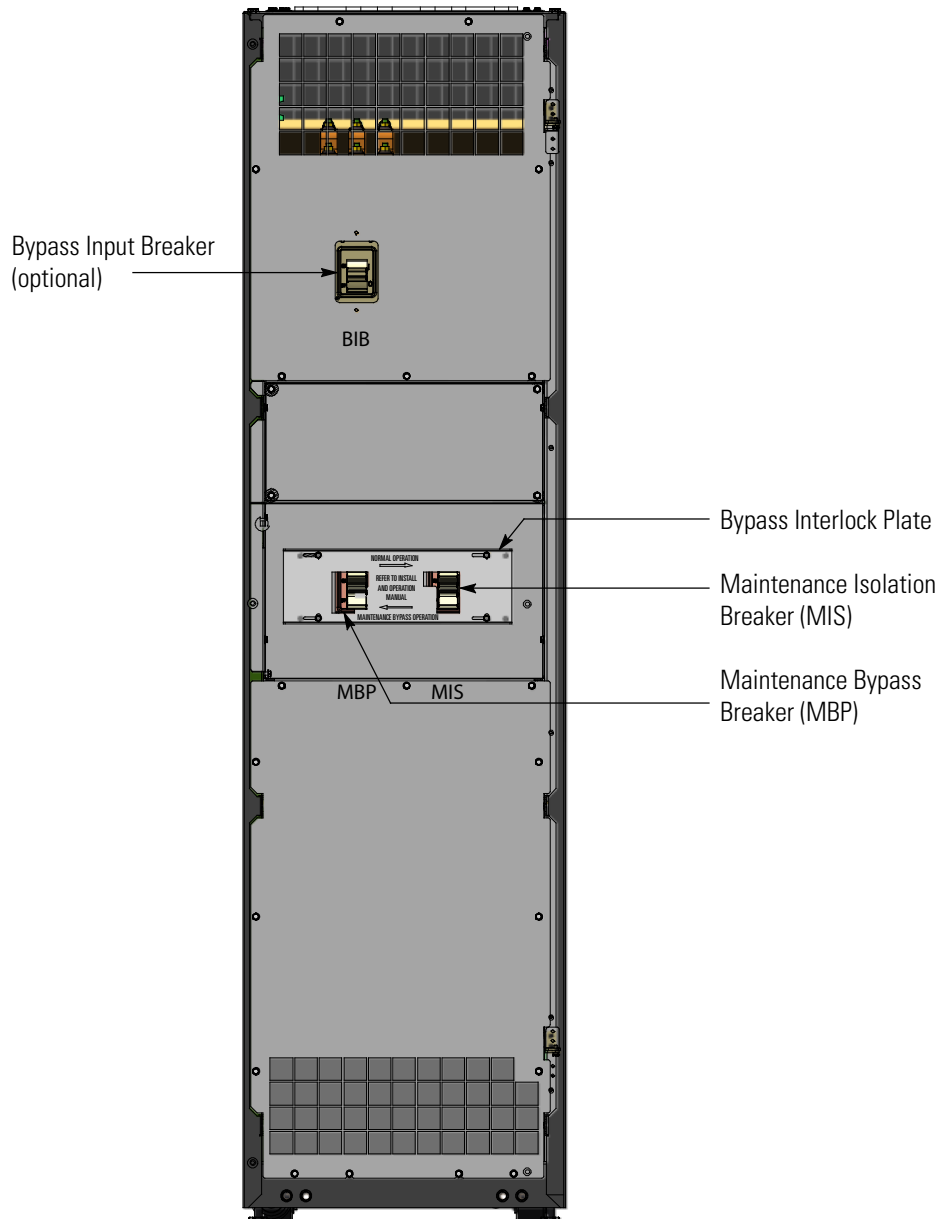 Bypass Input Breaker
(optional)
BIB
Bypass Interlock Plate
NORMAL OPERATION
REFER TO INSTALL
AND OPERATION
MANUAL
MAINTENANCE BYPASS OPERATION
Maintenance Isolation
Breaker (MIS)
MBP
MIS
Maintenance Bypass
Breaker (MBP)